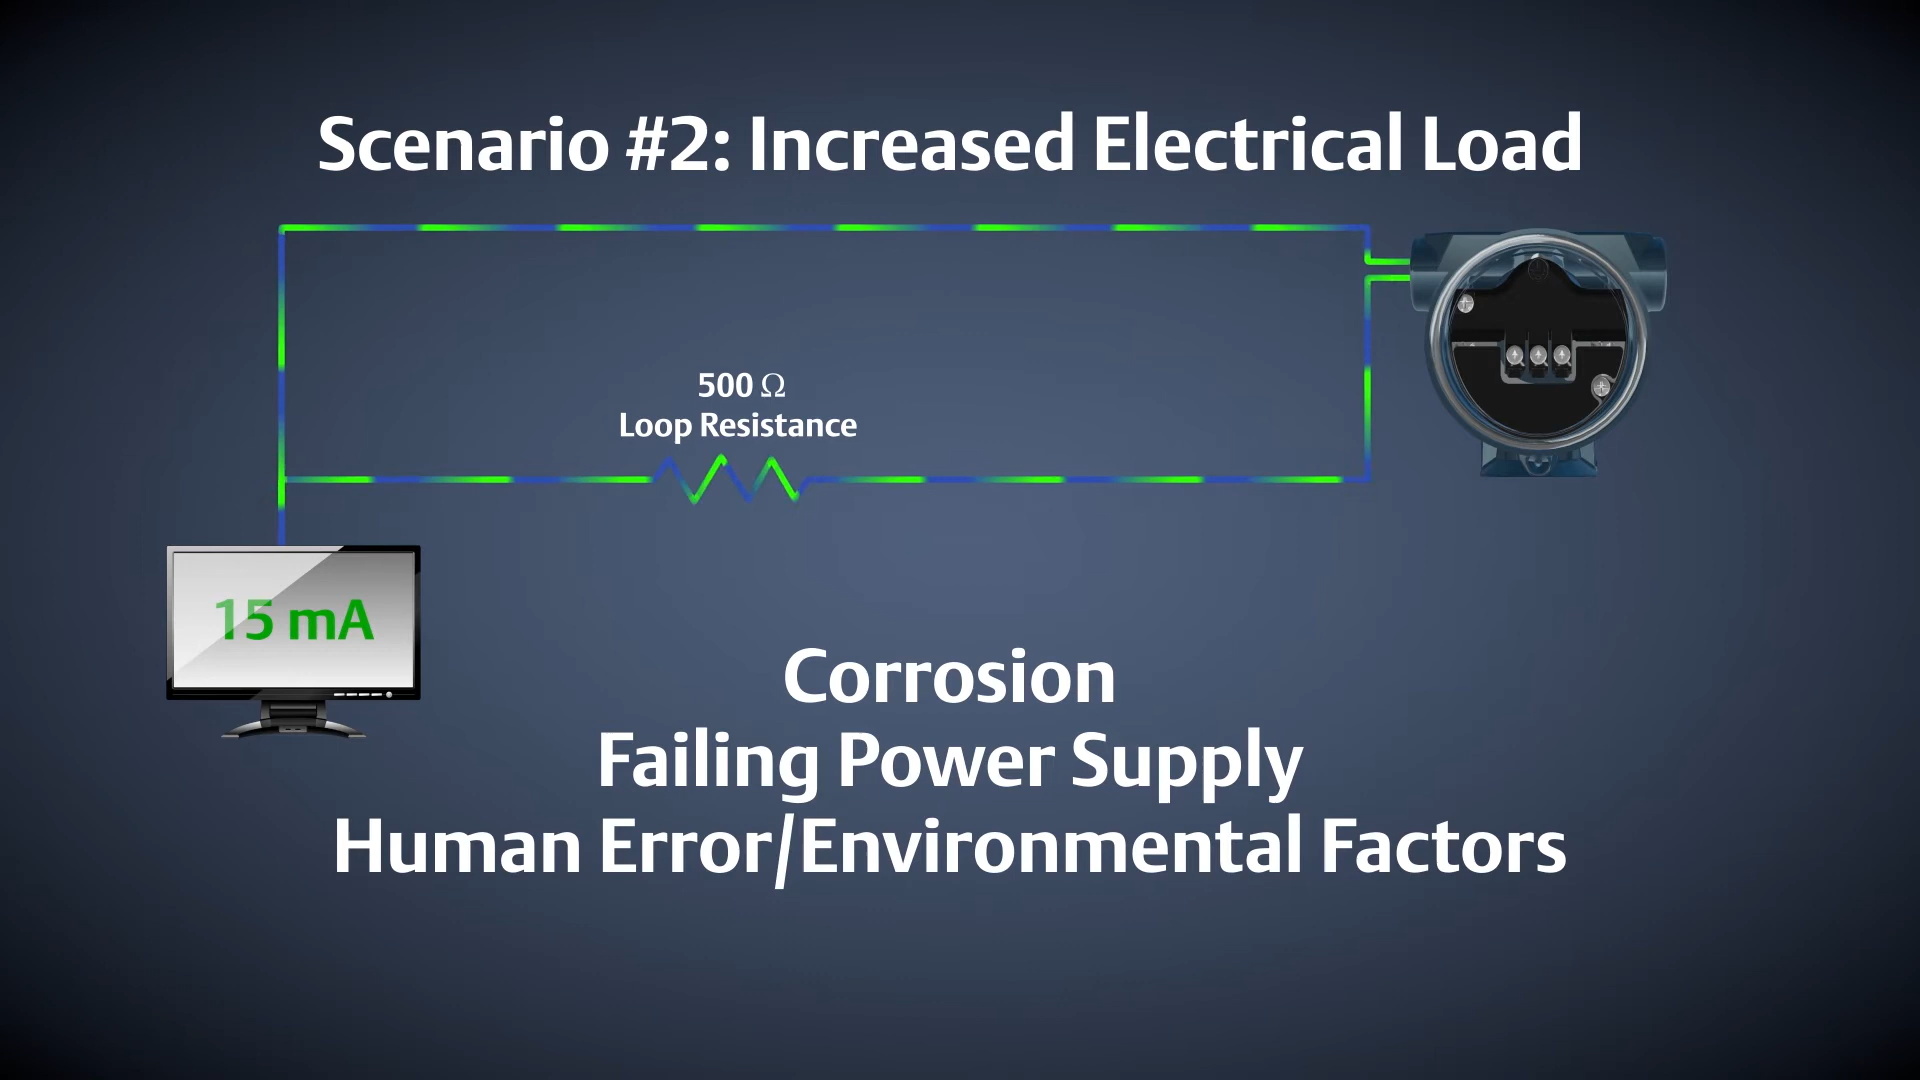 Scenario #2: Increased Electrical Load
500 Ω
Loop Resistance
15 mA
Corrosion
Failing Power Supply
Human Error/Environmental Factors